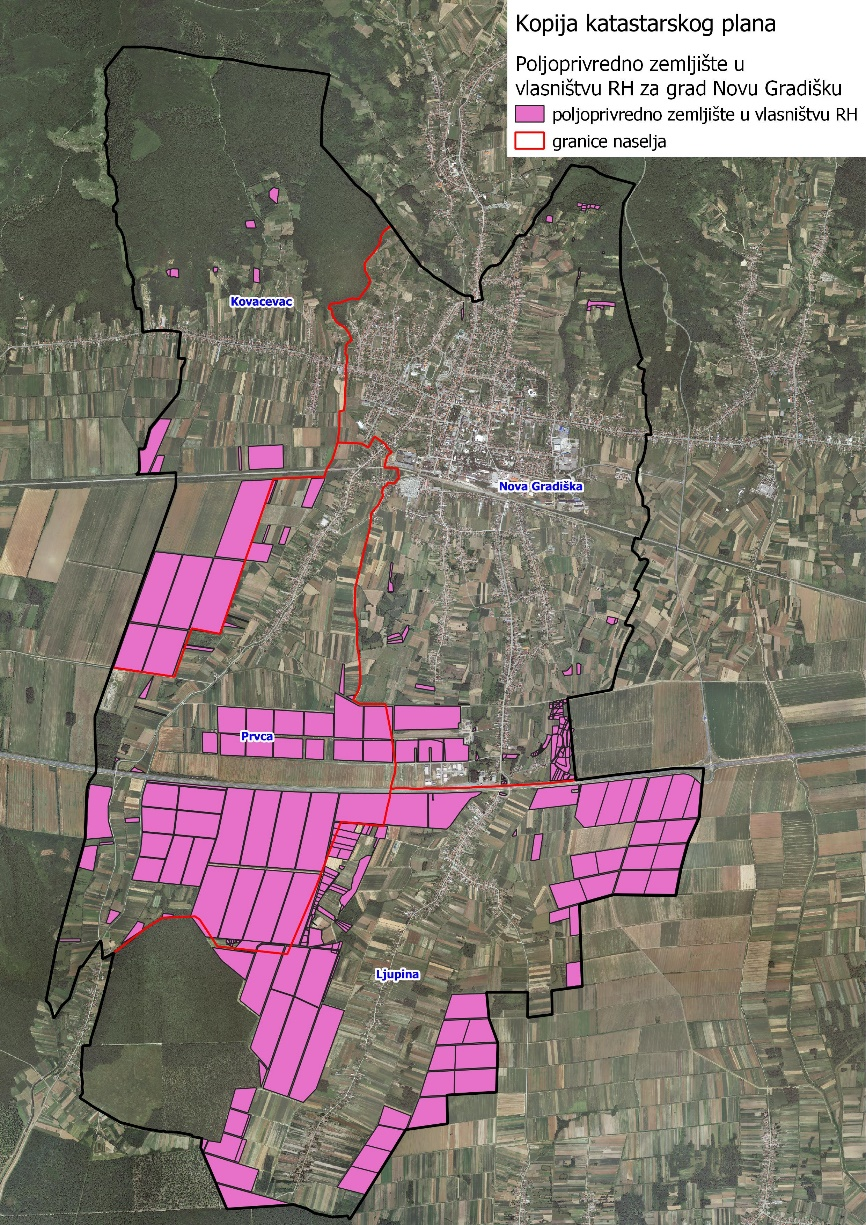 Kopija katastarskog plana
Poljoprivredno zemljište u
vlasništvu RH za grad Novu Gradišku
poljoprivredno zemljište u vlasništvu RH
granice naselja
Kovacevac
Nova Gradiška
Prvca
Ljupina